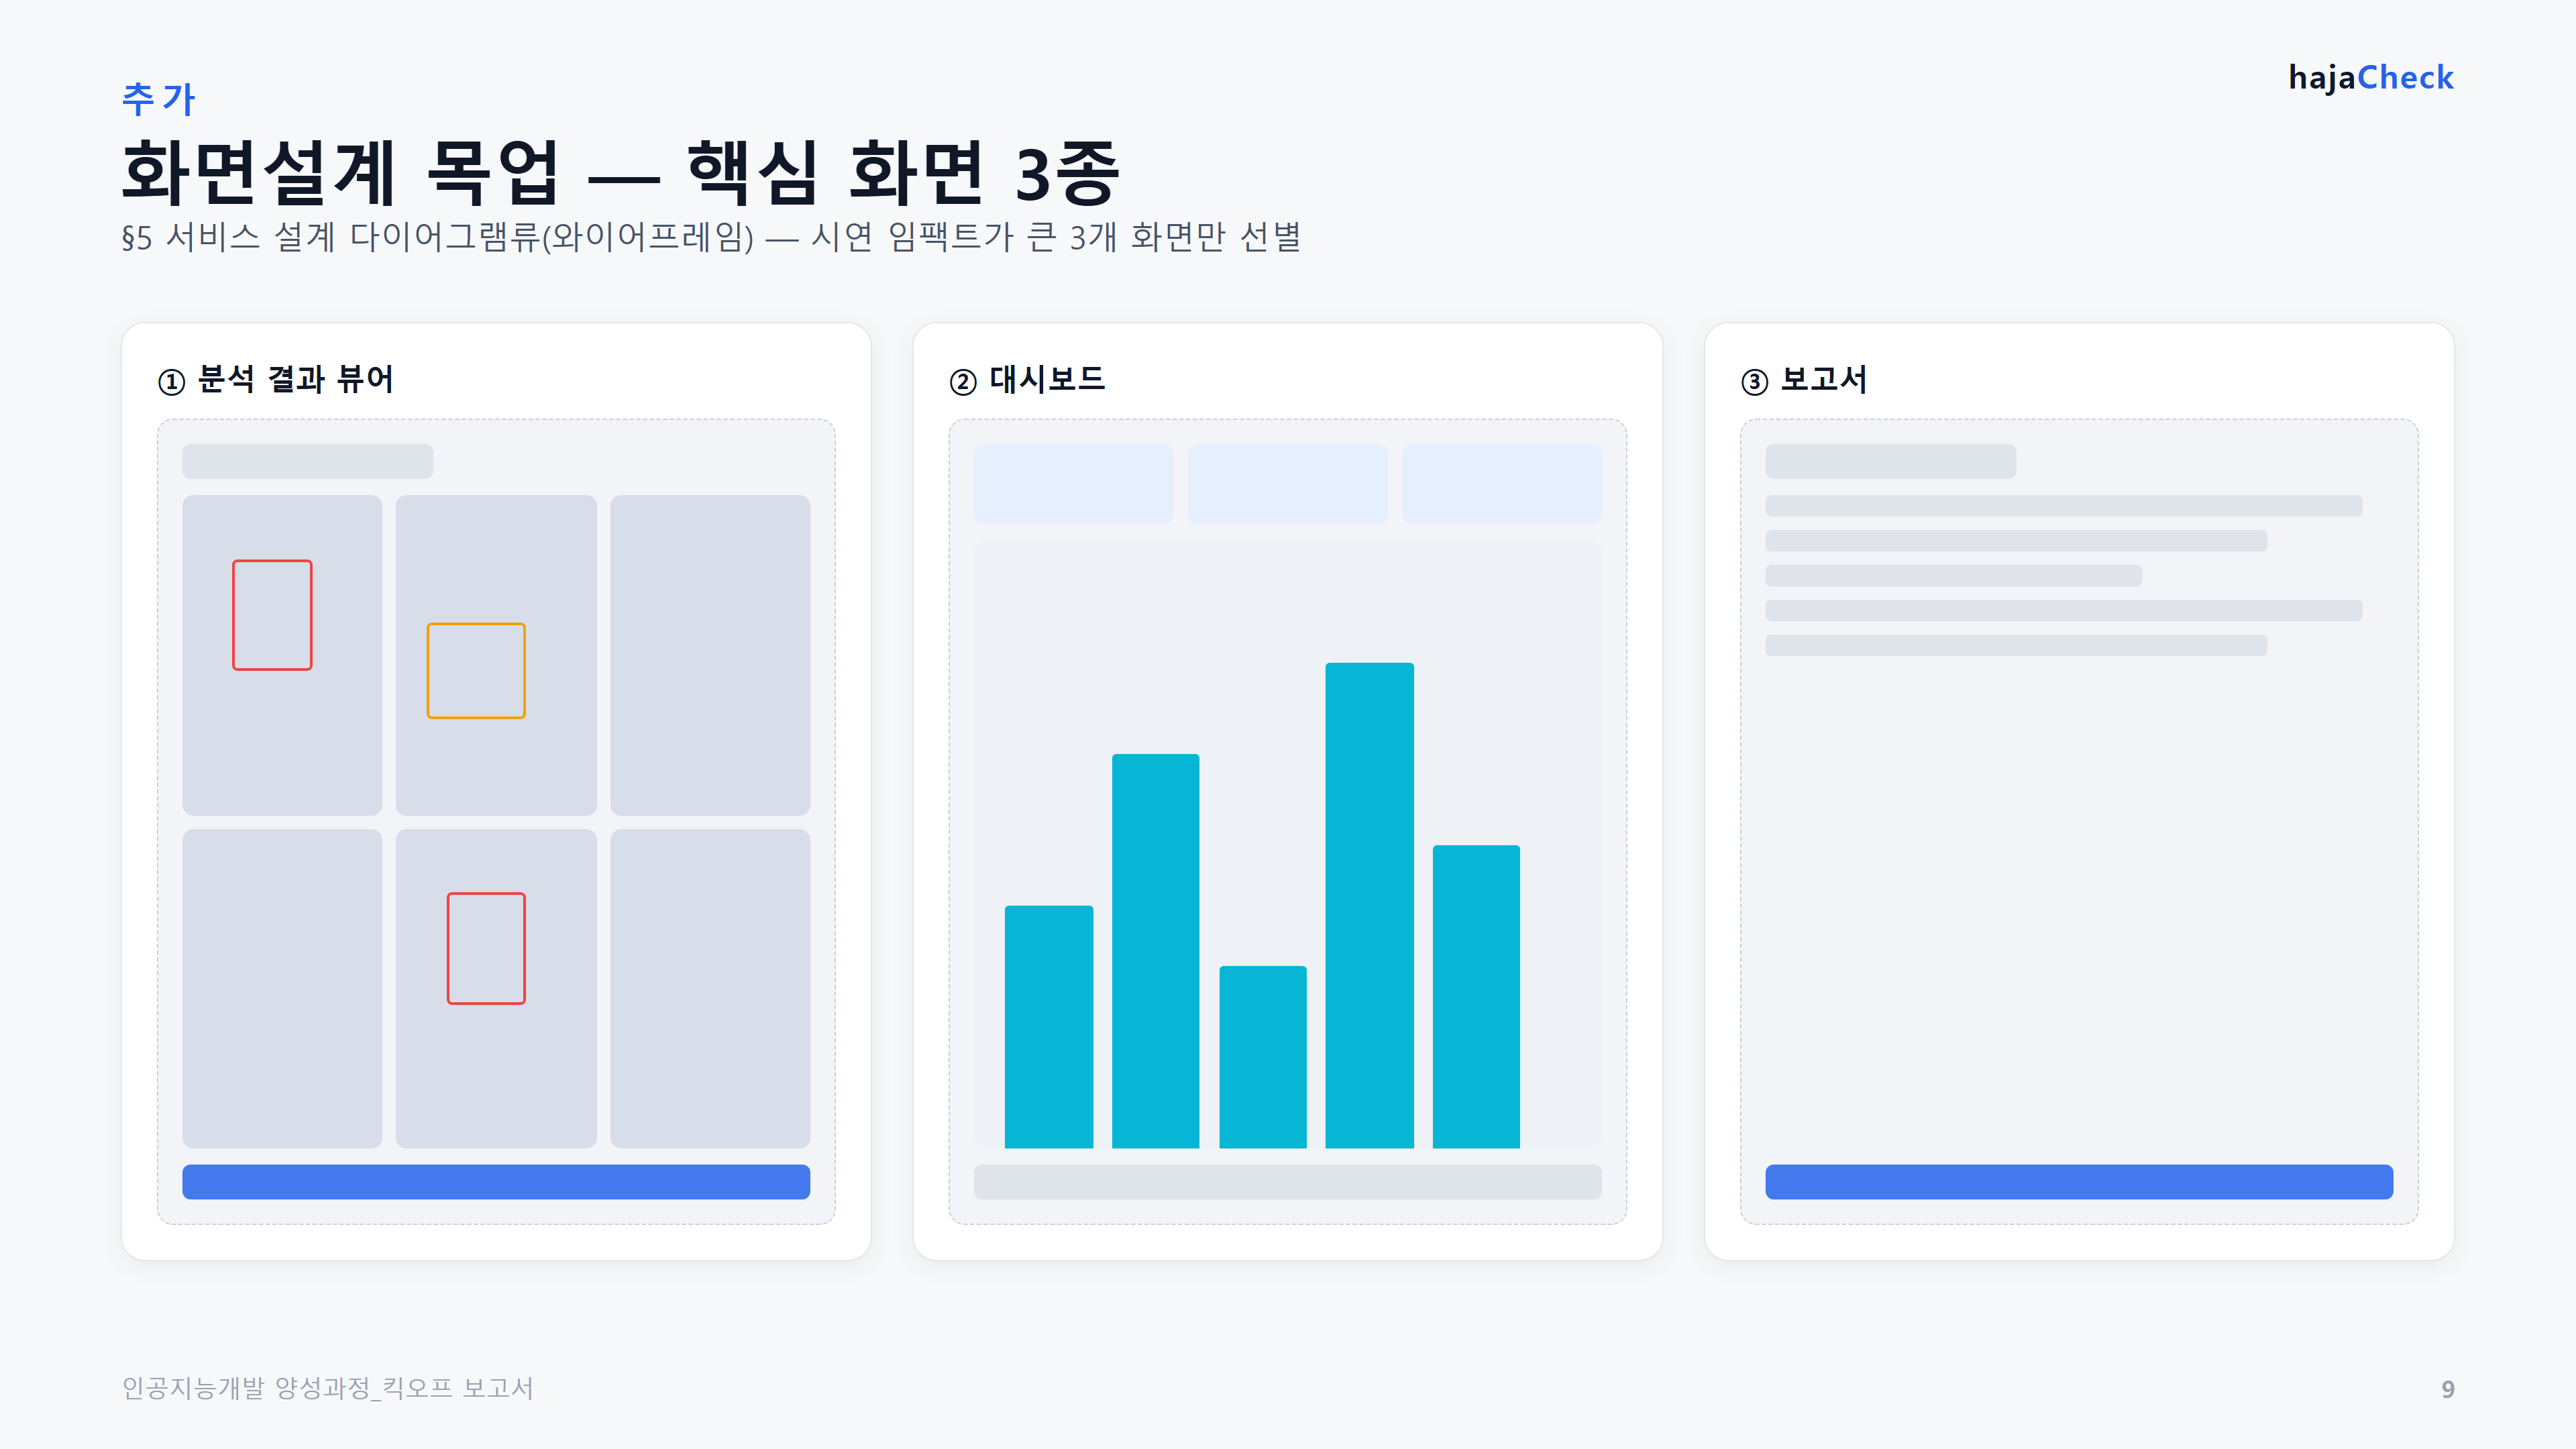 추가
hajaCheck
화면설계 목업 — 핵심 화면 3종
§5 서비스 설계 다이어그램류(와이어프레임) — 시연 임팩트가 큰 3개 화면만 선별
① 분석 결과 뷰어
② 대시보드
③ 보고서
인공지능개발 양성과정_킥오프 보고서
9